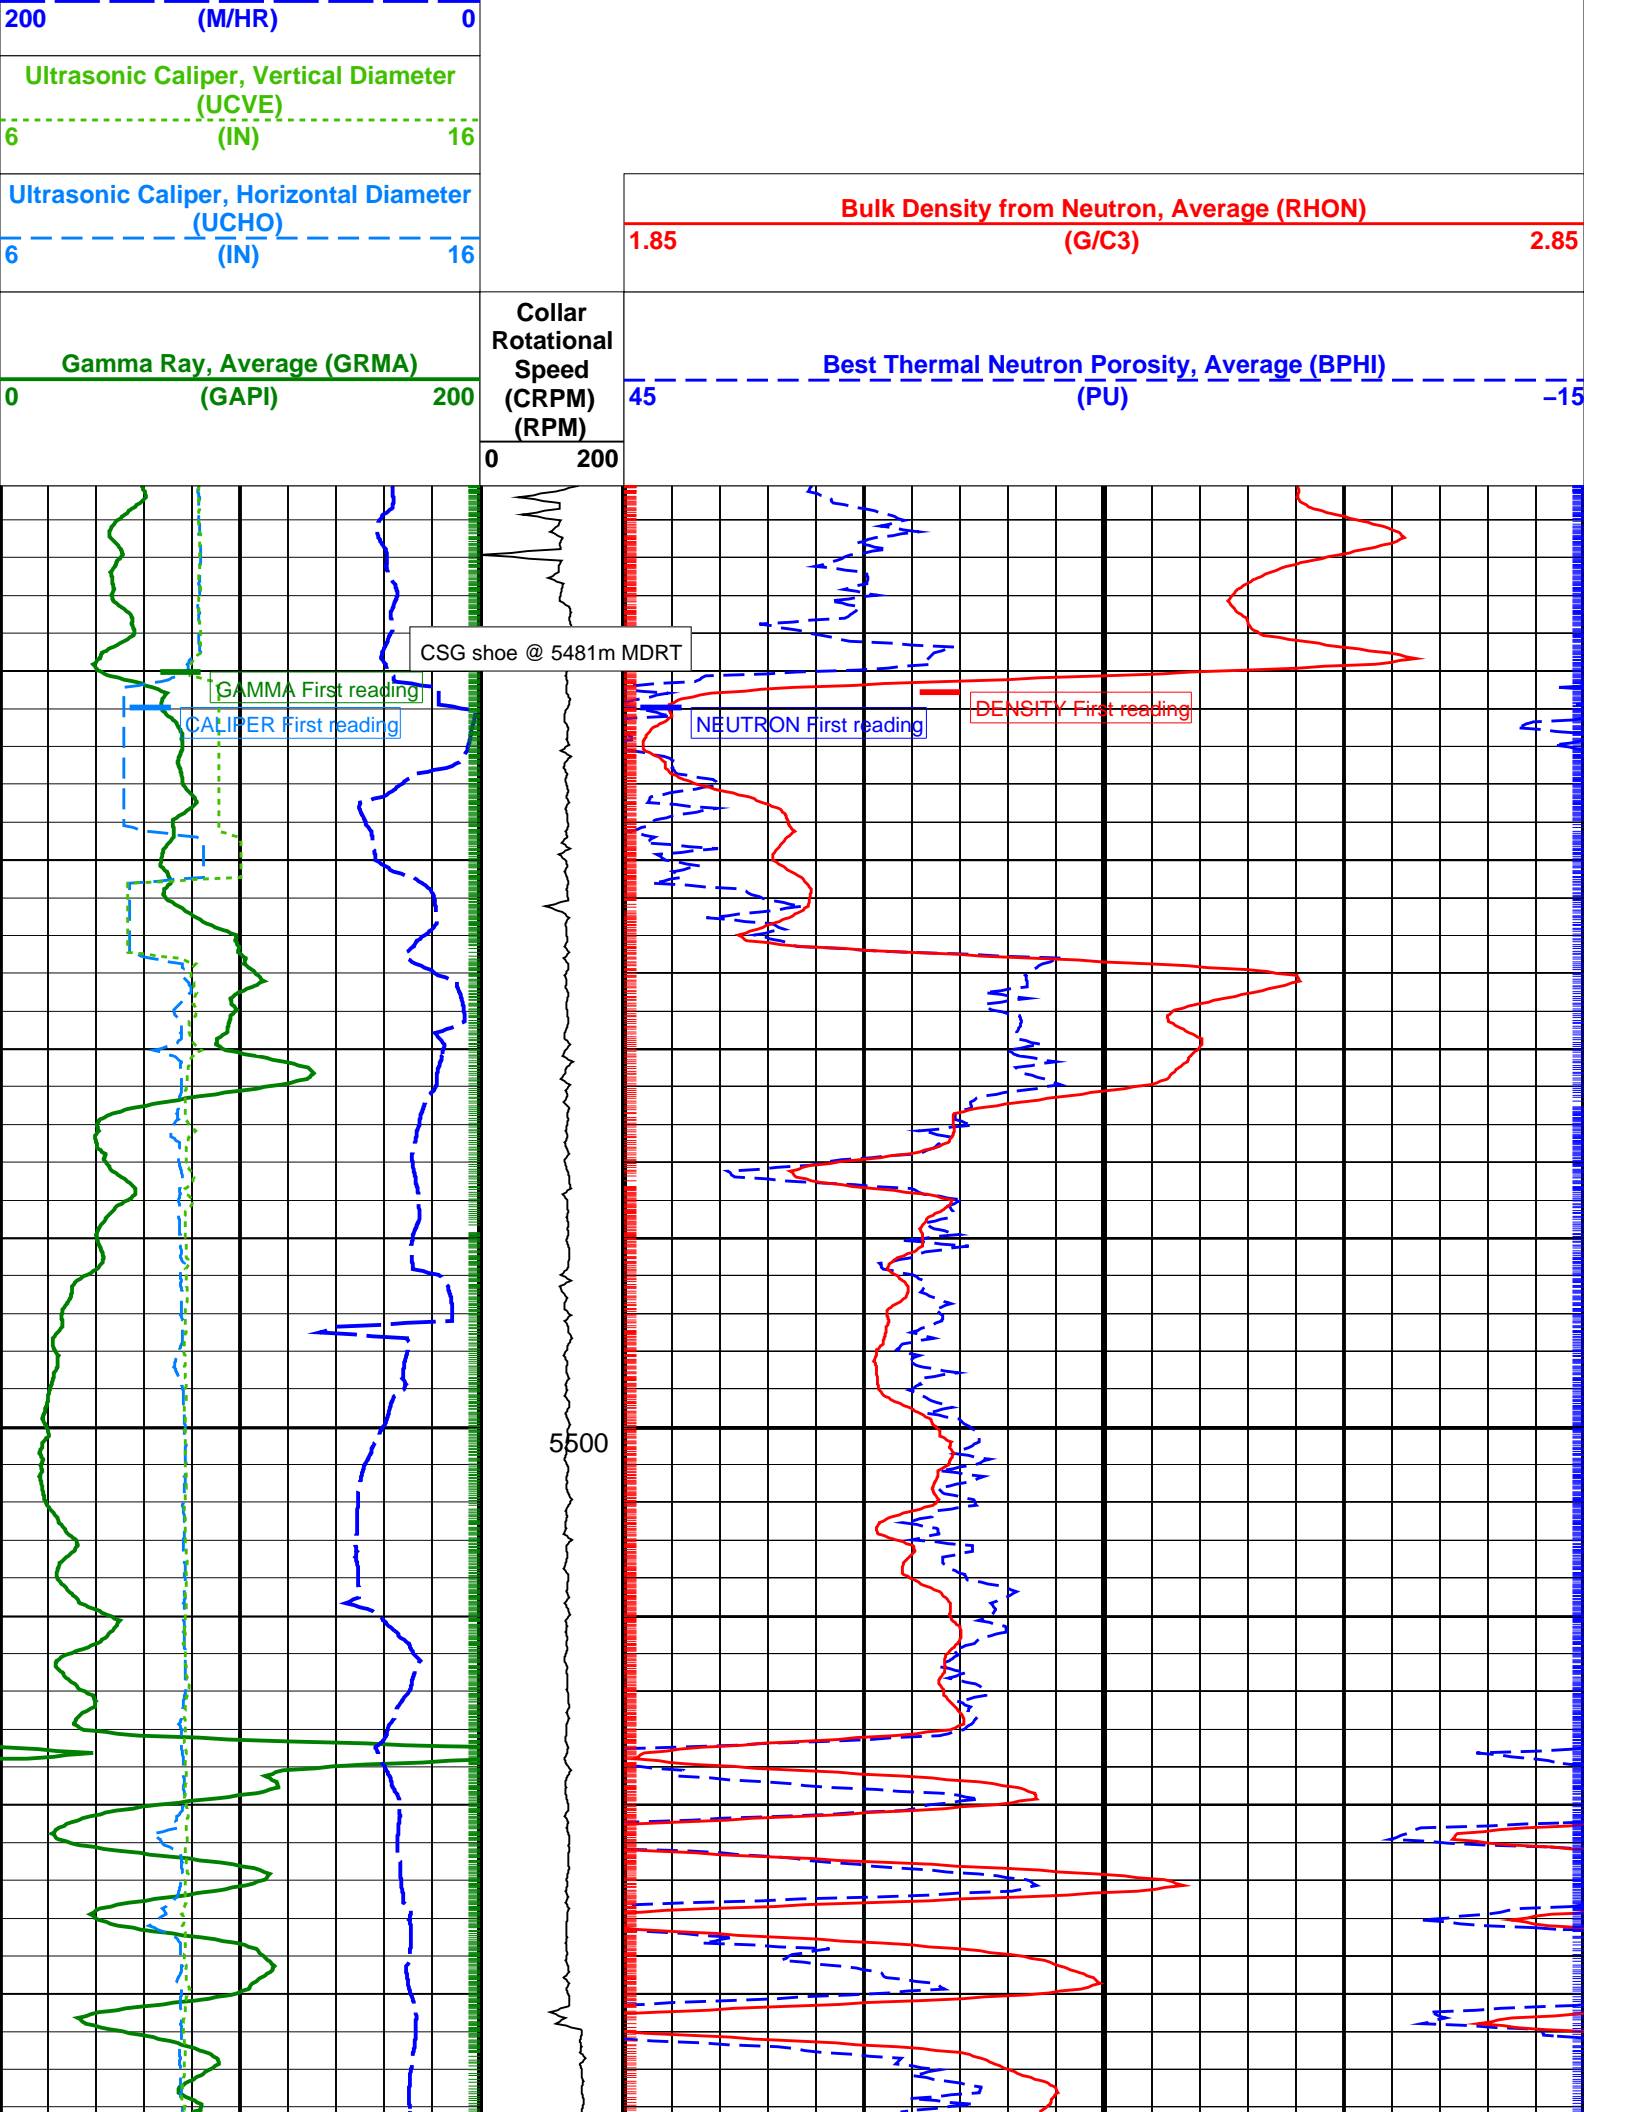 200 (M/HR) 0
Ultrasonic Caliper, Vertical Diameter
(UCVE)
6 (IN) 16
Ultrasonic Caliper, Horizontal Diameter
(UCHO)
6 (IN) 16
Bulk Density from Neutron, Average (RHON)
1.85 (G/C3) 2.85
Gamma Ray, Average (GRMA)
0 (GAPI) 200
Collar
Rotational
Speed
(CRPM)
(RPM)
0 200
Best Thermal Neutron Porosity, Average (BPHI)
45 (PU) –15
CSG shoe @ 5481m MDRT
GAMMA First reading
CALIPER First reading
NEUTRON First reading
DENSITY First reading
5500